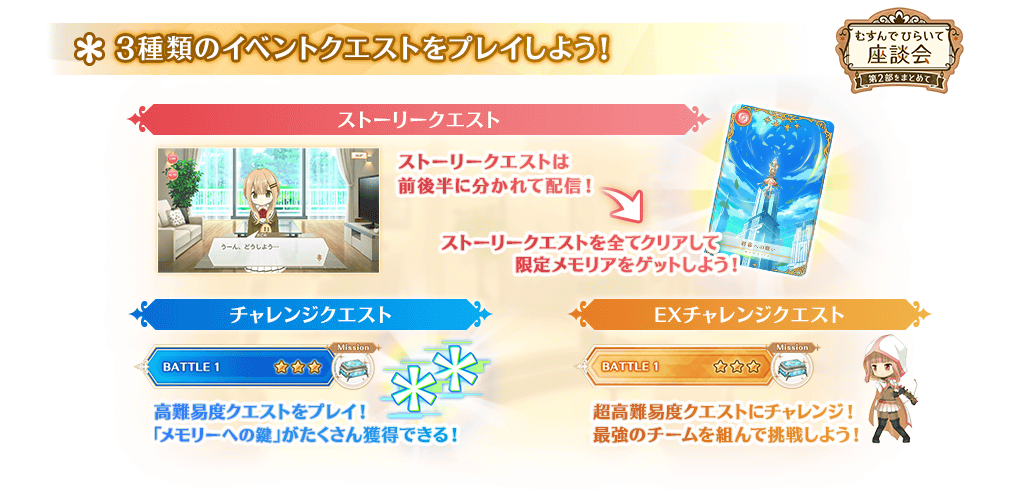 3種類のイベントクエストをプレイしよう！
むすんで ひらいて
座談会
第2部をまとめて
ストーリークエスト
ストーリークエストは
前後半に分かれて配信！
うーん、どうしよう…
ストーリークエストを全てクリアして
限定メモリアをゲットしよう！
チャレンジクエスト
BATTLE 1
Mission
高難易度クエストをプレイ！
「メモリーへの鍵」がたくさん獲得できる！
EXチャレンジクエスト
BATTLE 1
Mission
超高難易度クエストにチャレンジ！
最強のチームを組んで挑戦しよう！